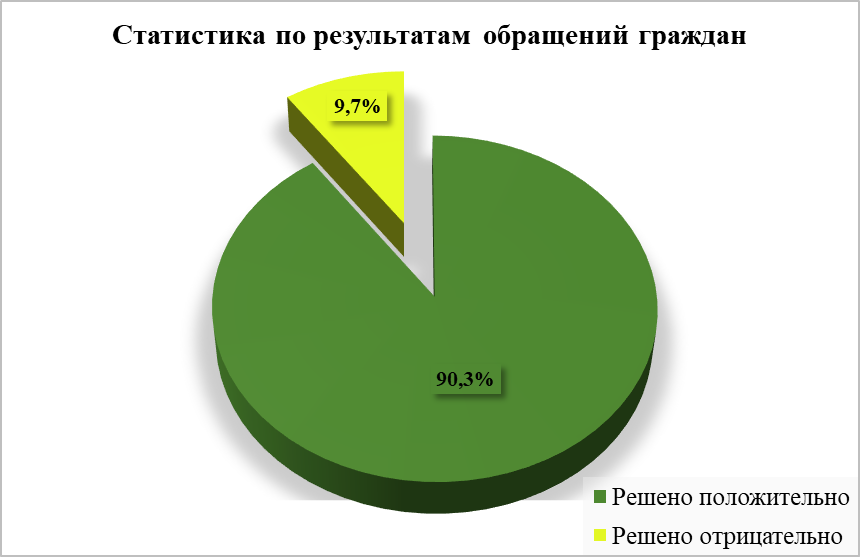 Статистика по результатам обращений граждан
9,7%
90,3%
Решено положительно
Решено отрицательно